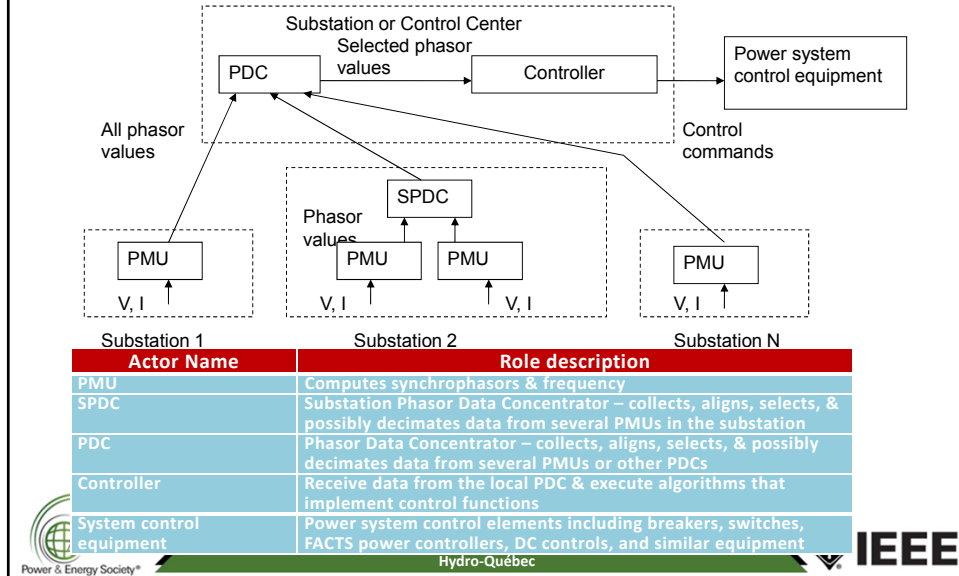 Substation or Control Center
Selected phasor
values
PDC
Controller
Power system
control equipment
All phasor
values
Control
commands
SPDC
Phasor
values
PMU
PMU
PMU
PMU
V, I
V, I
V, I
V, I
Substation 1
Substation 2
Substation N
Actor Name
Role description
PMU
Computes synchrophasors & frequency
SPDC
Substation Phasor Data Concentrator – collects, aligns, selects, &
possibly decimates data from several PMUs in the substation
PDC
Phasor Data Concentrator – collects, aligns, selects, & possibly
decimates data from several PMUs or other PDCs
Controller
Receive data from the local PDC & execute algorithms that
implement control functions
System control
equipment
Power system control elements including breakers, switches,
FACTS power controllers, DC controls, and similar equipment
Power & Energy Society®
Hydro-Québec
IEEE